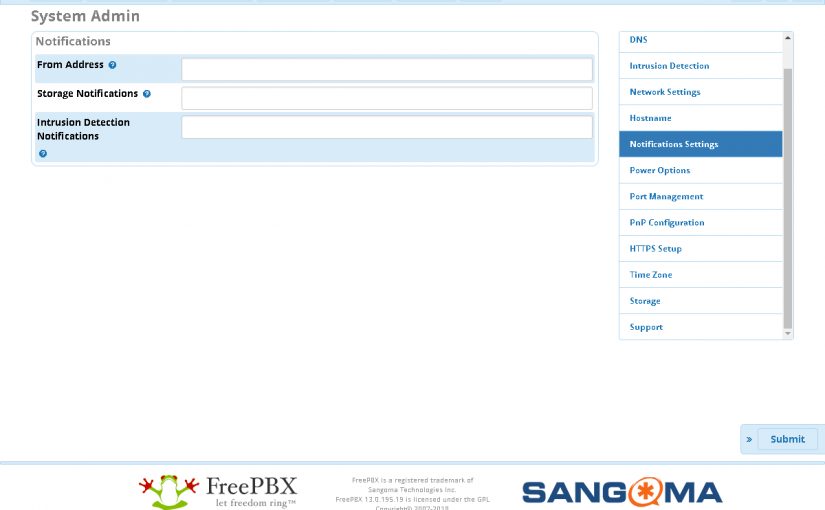 System Admin
Notifications
From Address
Storage Notifications
Intrusion Detection
Notifications
DNS
Intrusion Detection
Network Settings
Hostname
Notifications Settings
Power Options
Port Management
PnP Configuration
HTTPS Setup
Time Zone
Storage
Support
» Submit
FreePBX
let freedom ring™
FreePBX is a registered trademark of
Sangoma Technologies Inc.
FreePBX 13.0.195.19 is licensed under the GPL
Copyright© 2007-2018
SANGOMA